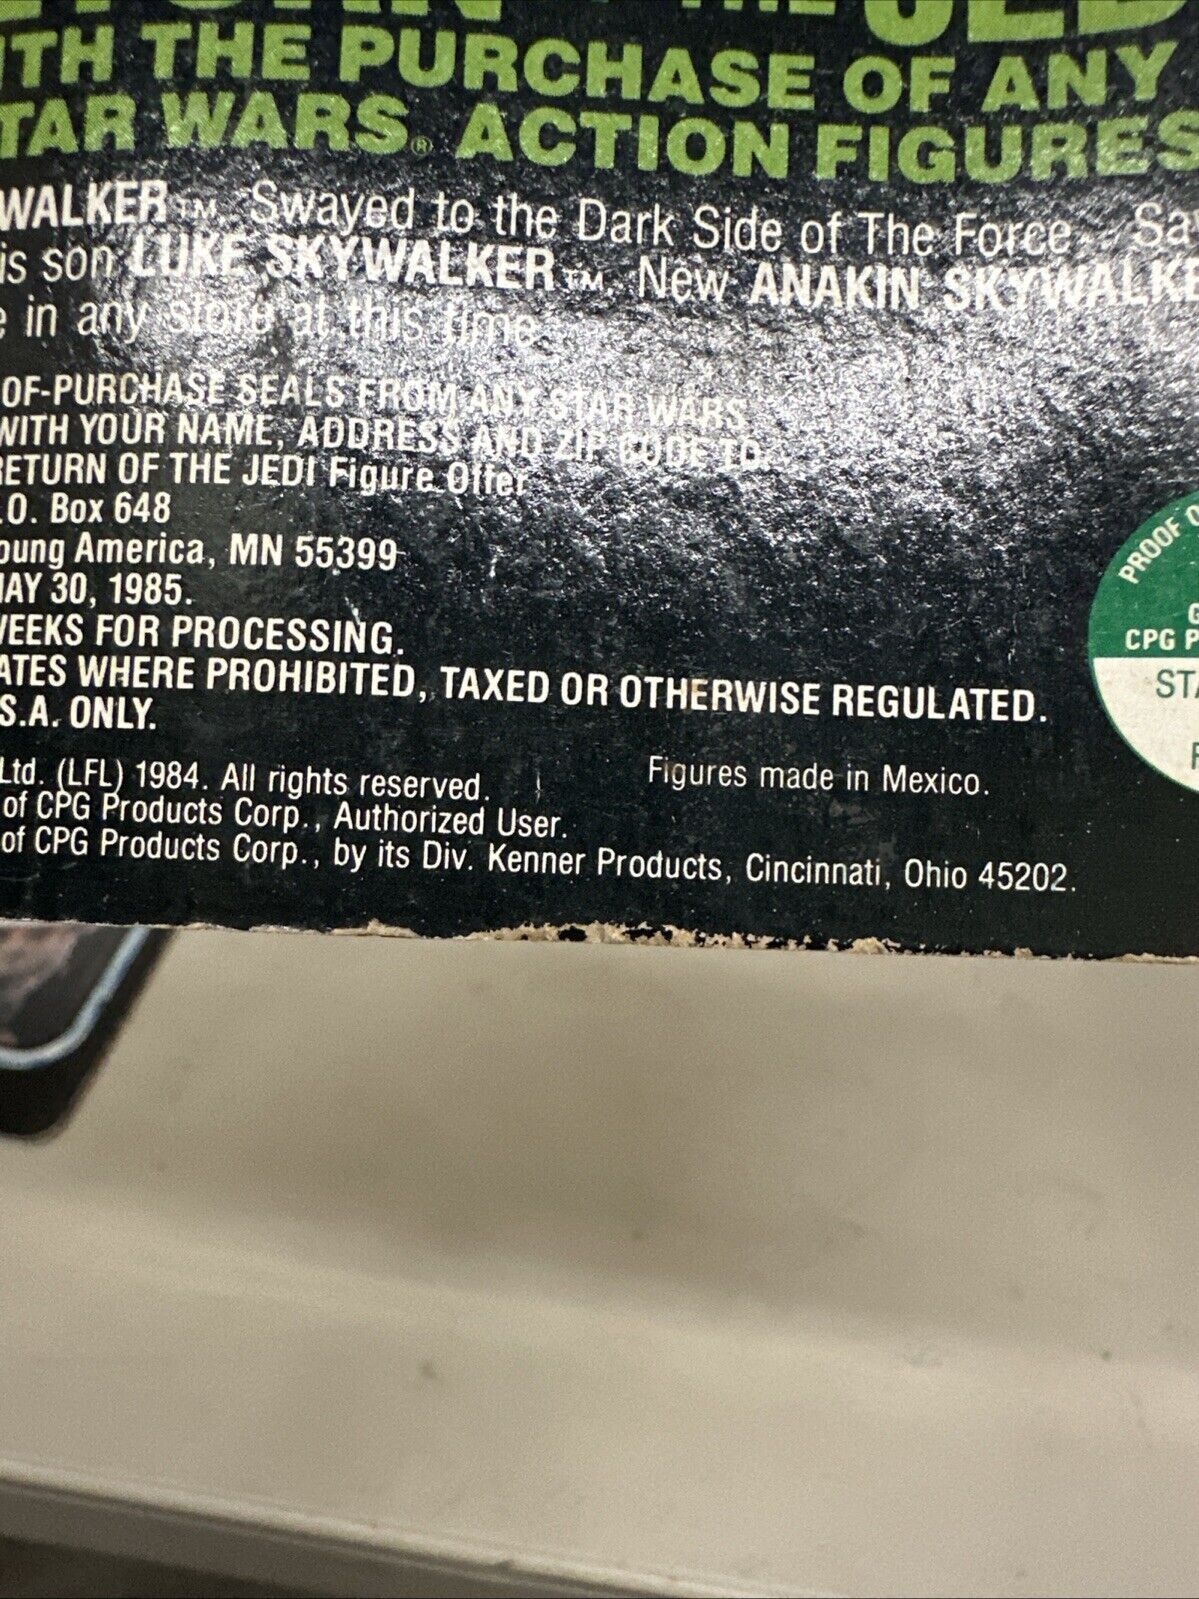 THE JEDI
WITH THE PURCHASE OF ANY
STAR WARS® ACTION FIGURES
WALKER™. Swayed to the Dark Side of The Force
is son LUKE SKYWALKER™. New ANAKIN SKYWALKE
in any store at this time.
OF-PURCHASE SEALS FROM ANY STAR WARS
WITH YOUR NAME, ADDRESS AND ZIP CODE TO:
RETURN OF THE JEDI Figure Offer
.O. Box 648
oung America, MN 55399
MAY 30, 1985.
WEEKS FOR PROCESSING.
ATES WHERE PROHIBITED, TAXED OR OTHERWISE REGULATED.
S.A. ONLY.
Ltd. (LFL) 1984. All rights reserved.
Figures made in Mexico.
of CPG Products Corp., Authorized User.
of CPG Products Corp., by its Div. Kenner Products, Cincinnati, Ohio 45202.
PROOF O
CPG P
STA